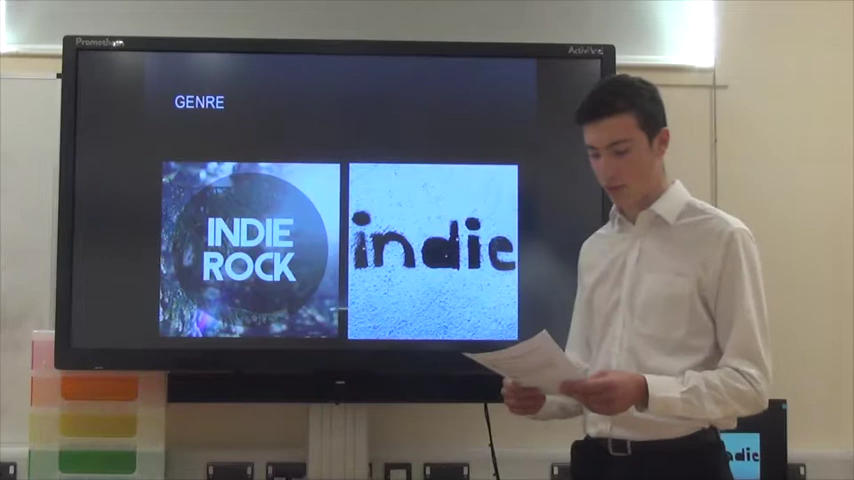 Promethean
ActivPanel
GENRE
INDIE
ROCK
indie
ndie